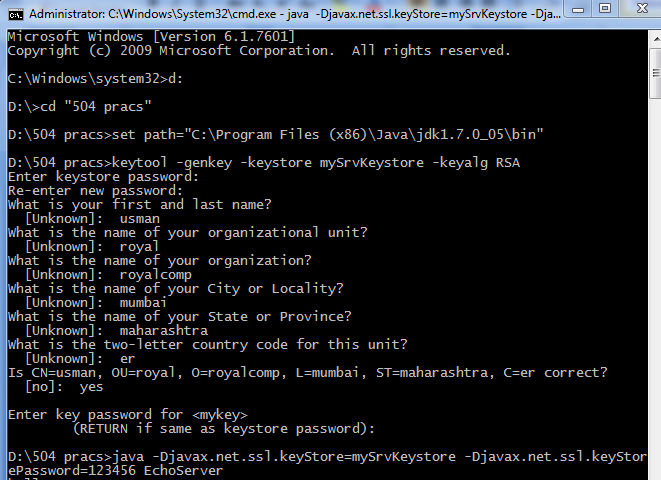 Administrator: C:\Windows\System32\cmd.exe - java -Djavax.net.ssl.keyStore=mySrvKeystore -Dja...
Microsoft Windows [Version 6.1.7601]
Copyright (c) 2009 Microsoft Corporation.  All rights reserved.
C:\Windows\system32>d:
D:\>cd "504 pracs"
D:\504 pracs>set path="C:\Program Files (x86)\Java\jdk1.7.0_05\bin"
D:\504 pracs>keytool -genkey -keystore mySrvKeystore -keyalg RSA
Enter keystore password:
Re-enter new password:
What is your first and last name?
  [Unknown]:  usman
What is the name of your organizational unit?
  [Unknown]:  royal
What is the name of your organization?
  [Unknown]:  royalcomp
What is the name of your City or Locality?
  [Unknown]:  mumbai
What is the name of your State or Province?
  [Unknown]:  maharashtra
What is the two-letter country code for this unit?
  [Unknown]:  er
Is CN=usman, OU=royal, O=royalcomp, L=mumbai, ST=maharashtra, C=er correct?
  [no]:  yes
Enter key password for <mykey>
        (RETURN if same as keystore password):
D:\504 pracs>java -Djavax.net.ssl.keyStore=mySrvKeystore -Djavax.net.ssl.keyStor
ePassword=123456 EchoServer